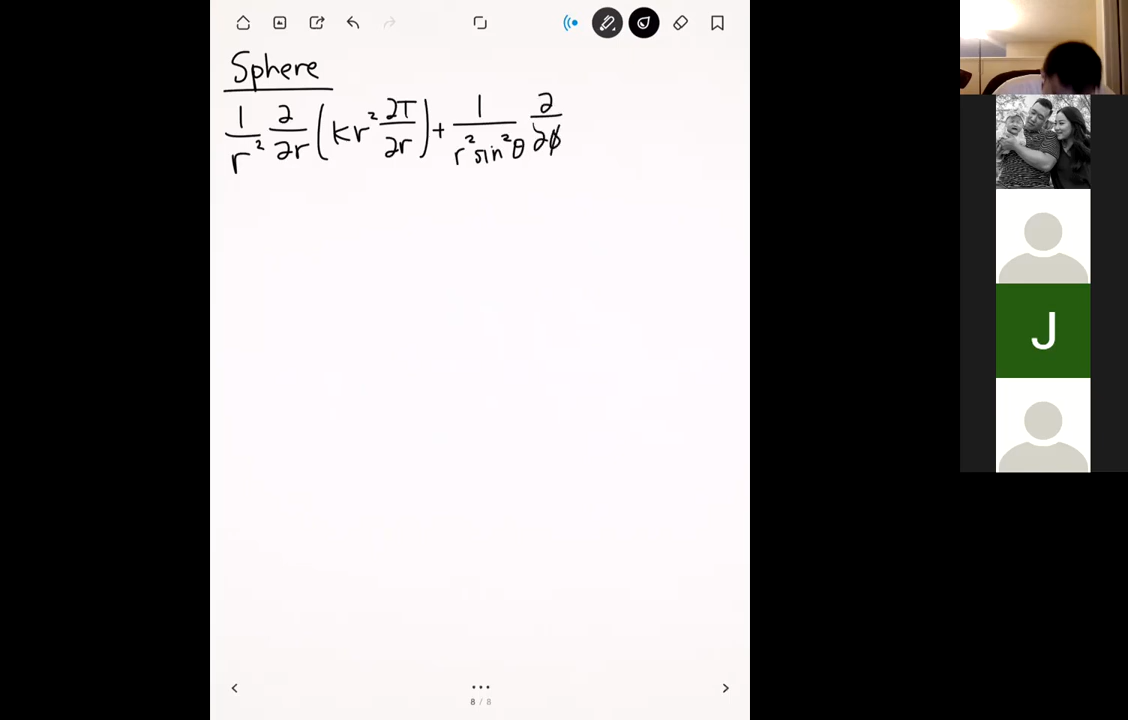 Sphere
1/r² ∂/∂r (kr² ∂T/∂r) + 1/(r² sin²θ) ∂/∂ϕ
J
8 / 8